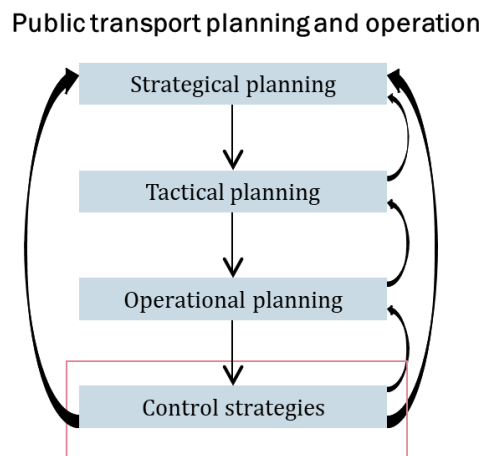 Public transport planning and operation
Strategical planning
Tactical planning
Operational planning
Control strategies